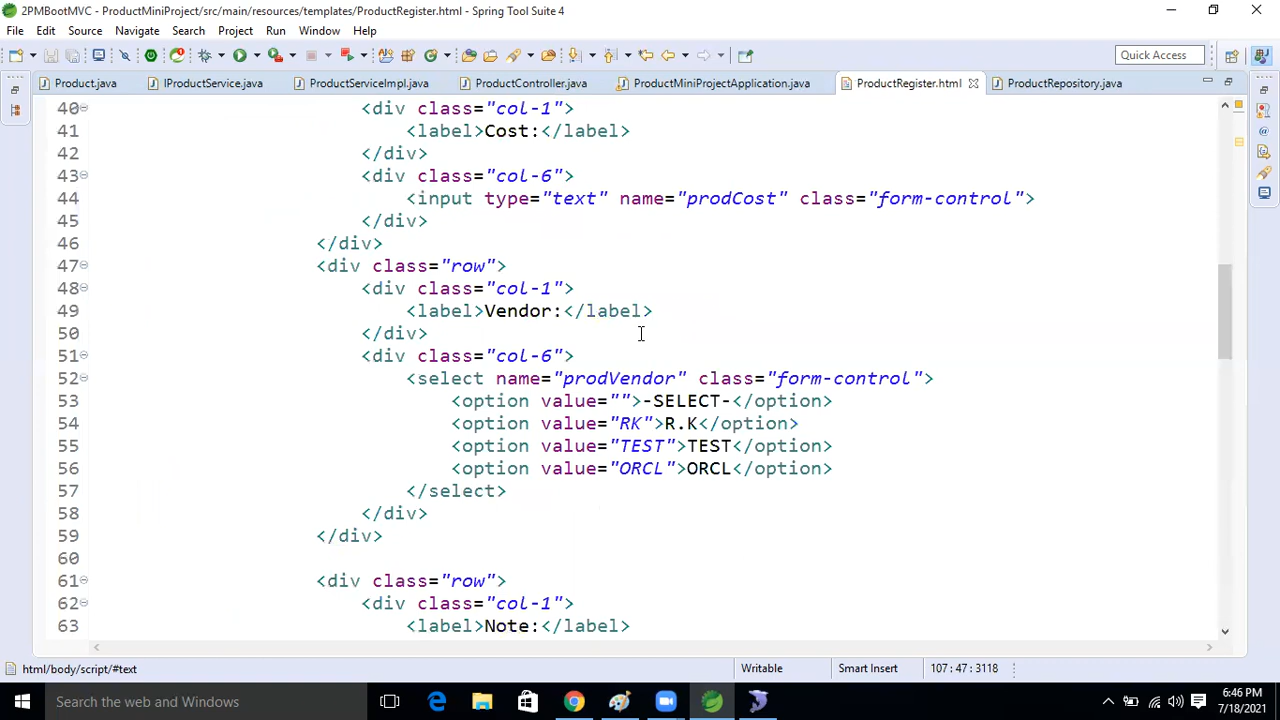 2PMBootMVC - ProductMiniProject/src/main/resources/templates/ProductRegister.html - Spring Tool Suite 4
File Edit Source Navigate Search Project Run Window Help
Quick Access
Product.java IProductService.java ProductServiceImpl.java ProductController.java ProductMiniProjectApplication.java ProductRegister.html ProductRepository.java
40 <div class="col-1">
41 <label>Cost:</label>
42 </div>
43 <div class="col-6">
44 <input type="text" name="prodCost" class="form-control">
45 </div>
46 </div>
47 <div class="row">
48 <div class="col-1">
49 <label>Vendor:</label>
50 </div>
51 <div class="col-6">
52 <select name="prodVendor" class="form-control">
53 <option value="">-SELECT-</option>
54 <option value="RK">R.K</option>
55 <option value="TEST">TEST</option>
56 <option value="ORCL">ORCL</option>
57 </select>
58 </div>
59 </div>
60
61 <div class="row">
62 <div class="col-1">
63 <label>Note:</label>
html/body/script/#text Writable Smart Insert 107 : 47 : 3118
Search the web and Windows
6:46 PM
7/18/2021